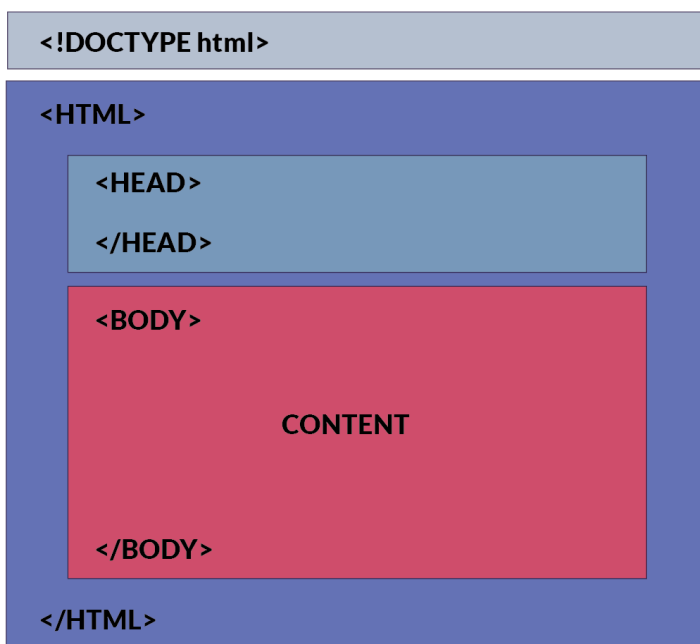 <!DOCTYPE html>
<HTML>
<HEAD>
</HEAD>
<BODY>
CONTENT
</BODY>
</HTML>